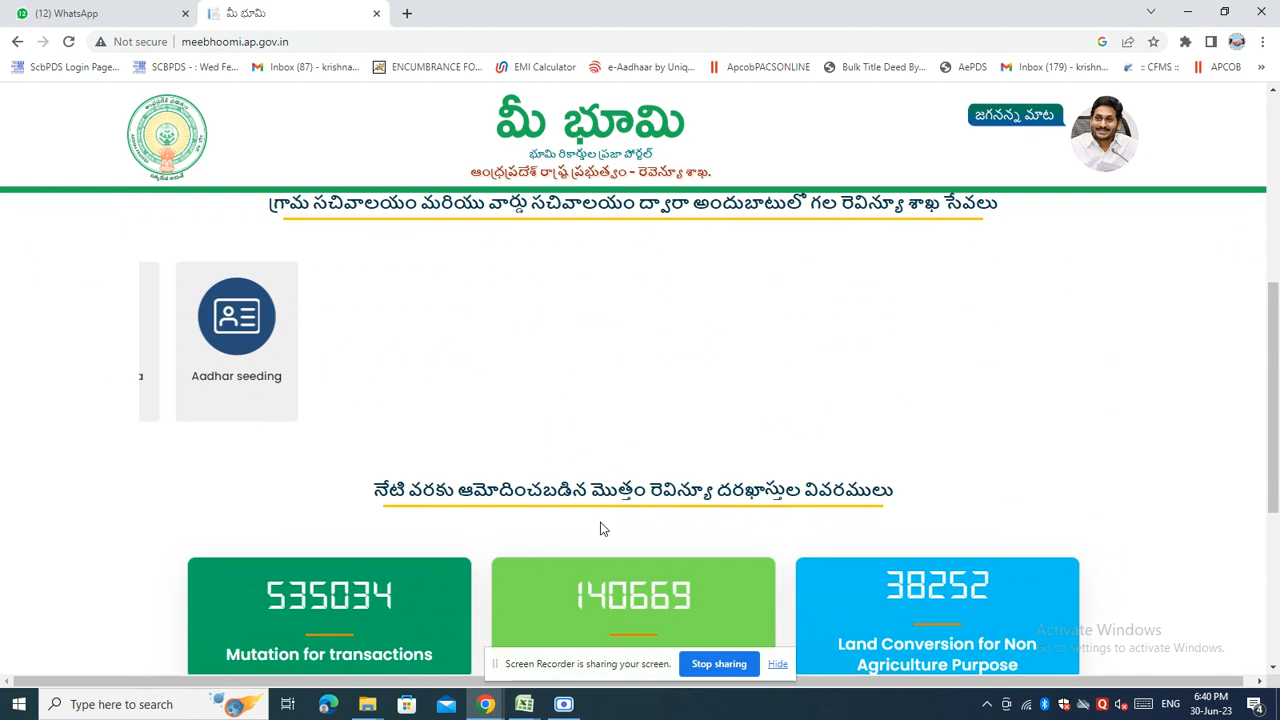 (12) WhatsApp
మీ భూమి
Not secure
meebhoomi.ap.gov.in
ScbPDS Login Page...
SCBPDS - : Wed Fe...
Inbox (87) - krishna...
ENCUMBRANCE FO...
EMI Calculator
e-Aadhaar by Uniq...
ApcobPACSONLINE
Bulk Title Deed By...
AePDS
Inbox (179) - krishn...
:: CFMS ::
APCOB
మీ భూమి
జగనన్న మాట
భూమి రికార్డుల ప్రజా పోర్టల్
ఆంధ్రప్రదేశ్ రాష్ట్ర ప్రభుత్వం - రెవెన్యూ శాఖ.
గ్రామ సచివాలయం మరియు వార్డు సచివాలయం ద్వారా అందుబాటులో గల రెవిన్యూ శాఖ సేవలు
a
Aadhar seeding
నేటి వరకు ఆమోదించబడిన మొత్తం రెవిన్యూ దరఖాస్తుల వివరములు
535034
140669
38252
Mutation for transactions
Land Conversion for Non
Agriculture Purpose
Activate Windows
Go to Settings to activate Windows.
Screen Recorder is sharing your screen.
Stop sharing
Hide
Type here to search
ENG
6:40 PM
30-Jun-23
4